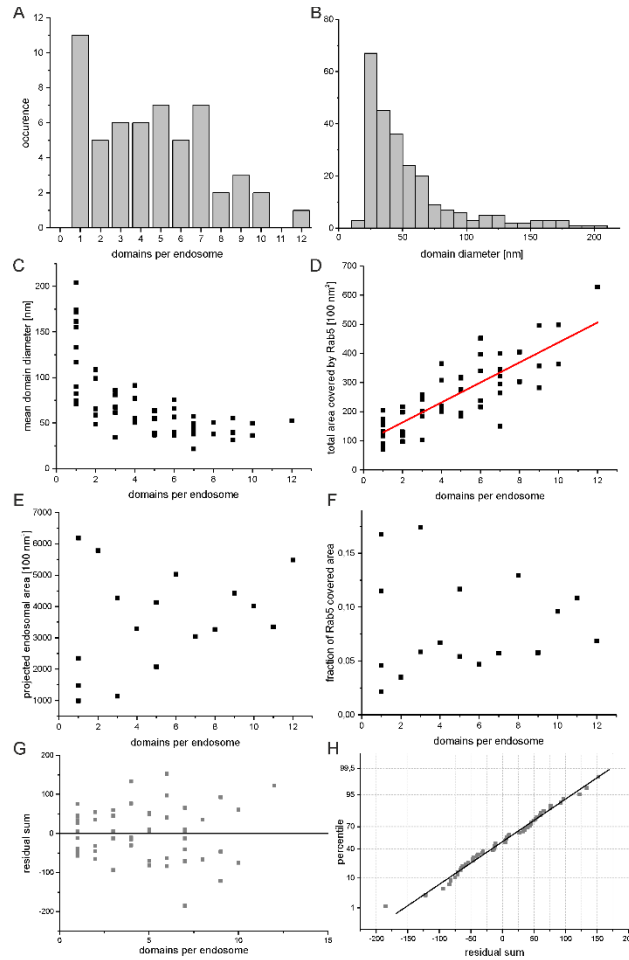 A
B
12
10
8
6
4
2
0
occurence
0 1 2 3 4 5 6 7 8 9 10 11 12
domains per endosome
80
60
40
20
0
50 100 150 200
domain diameter [nm]
C
D
200
150
100
50
0
mean domain diameter [nm]
0 2 4 6 8 10 12
domains per endosome
700
600
500
400
300
200
100
0
total area covered by Rab5 [100 nm²]
0 2 4 6 8 10 12
domains per endosome
E
F
7000
6000
5000
4000
3000
2000
1000
projected endosomal area [100 nm²]
0 2 4 6 8 10 12
domains per endosome
0.15
0.10
0.05
0.00
fraction of Rab5 covered area
0 2 4 6 8 10 12
domains per endosome
G
H
200
100
0
-100
-200
residual sum
0 5 10 15
domains per endosome
99,5
95
70
40
10
1
percentile
-200 -150 -100 -50 0 50 100 150 200
residual sum